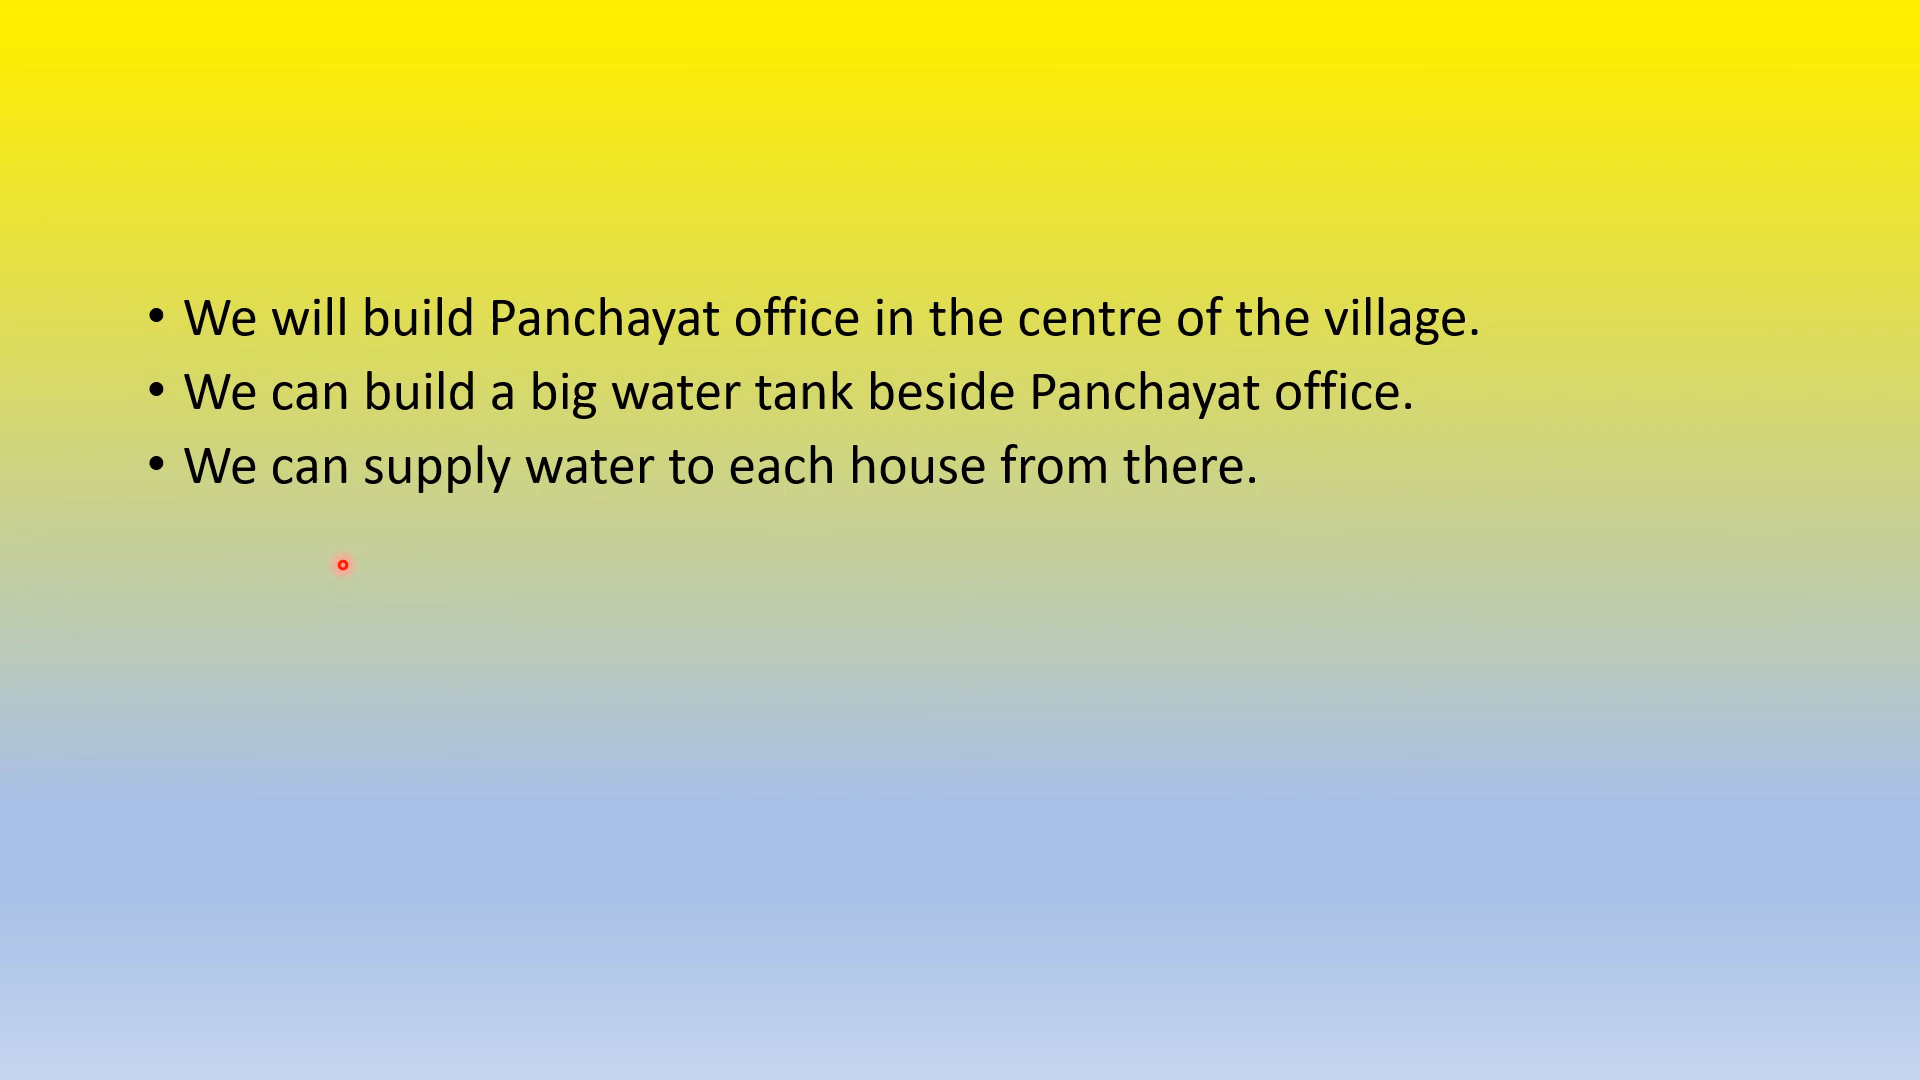 • We will build Panchayat office in the centre of the village.
• We can build a big water tank beside Panchayat office.
• We can supply water to each house from there.